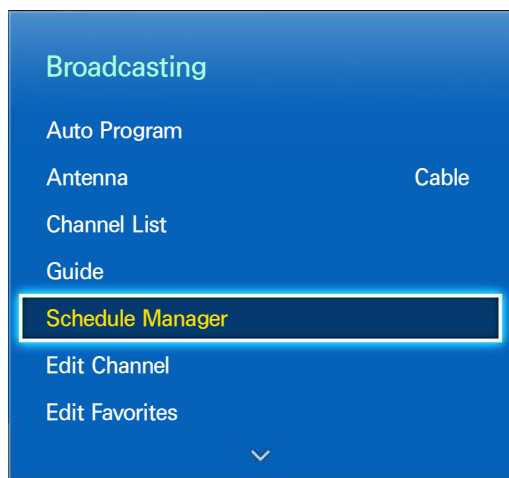 Broadcasting
Auto Program
Antenna Cable
Channel List
Guide
Schedule Manager
Edit Channel
Edit Favorites